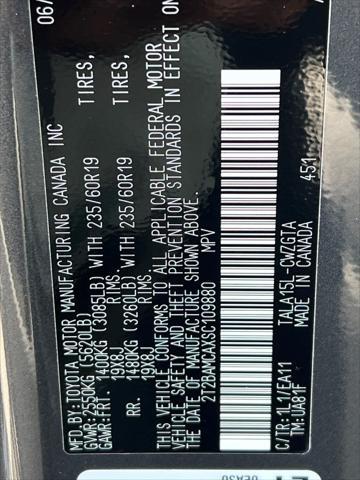 06/
MFD.BY:TOYOTA MOTOR MANUFACTURING CANADA INC
GVWR:2550KG (5620LB)
GAWR:FRT. 1400KG (3085LB) WITH 235/60R19 TIRES,
19X8J RIMS.
RR. 1480KG (3260LB) WITH 235/60R19 TIRES,
19X8J RIMS.
THIS VEHICLE CONFORMS TO ALL APPLICABLE FEDERAL MOTOR
VEHICLE SAFETY AND THEFT PREVENTION STANDARDS IN EFFECT ON
THE DATE OF MANUFACTURE SHOWN ABOVE.
2T2BAMCAXSC109880 MPV
451
C/TR:1L1/EA11 TALA15L-CWZGTA
TM:UA81F MADE IN CANADA
0EA30